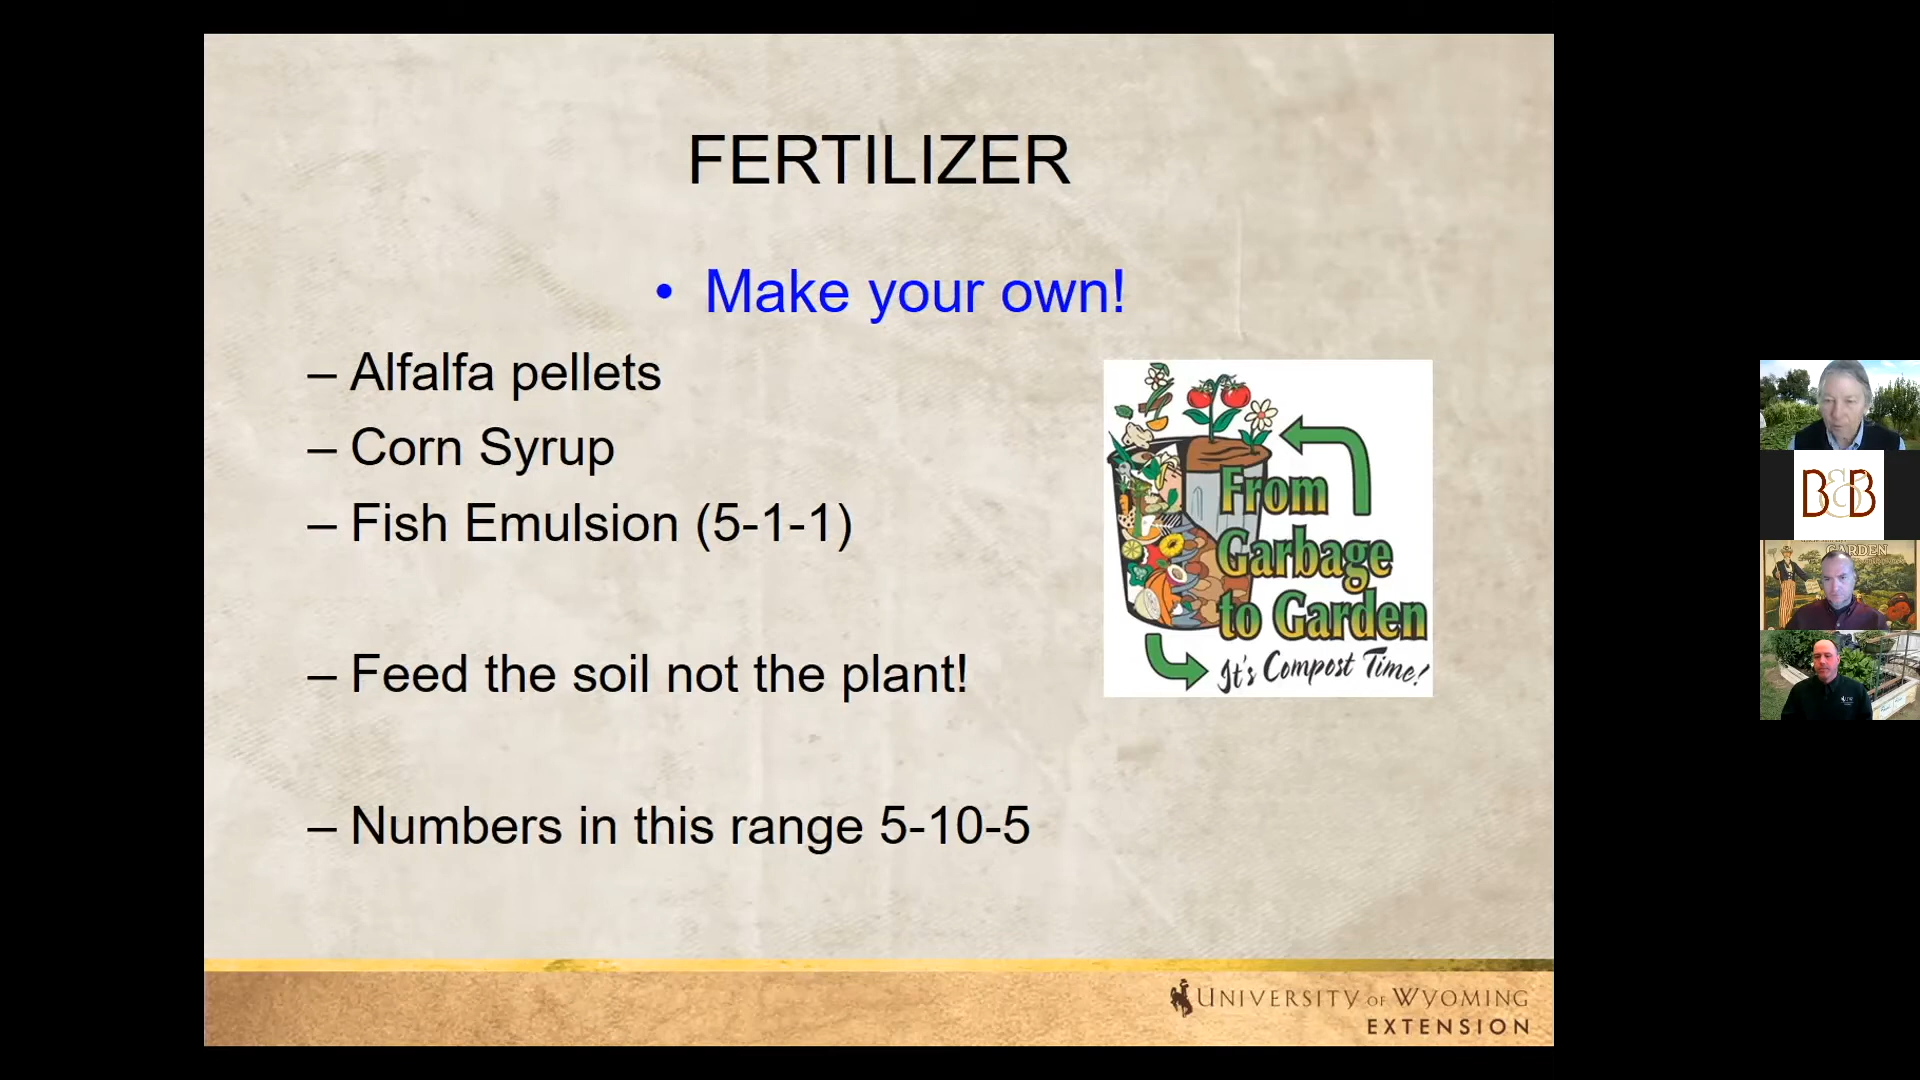 FERTILIZER
• Make your own!
– Alfalfa pellets
– Corn Syrup
– Fish Emulsion (5-1-1)
– Feed the soil not the plant!
– Numbers in this range 5-10-5
From
Garbage
to Garden
It's Compost Time!
UNIVERSITY OF WYOMING
EXTENSION
B&B
GARDEN